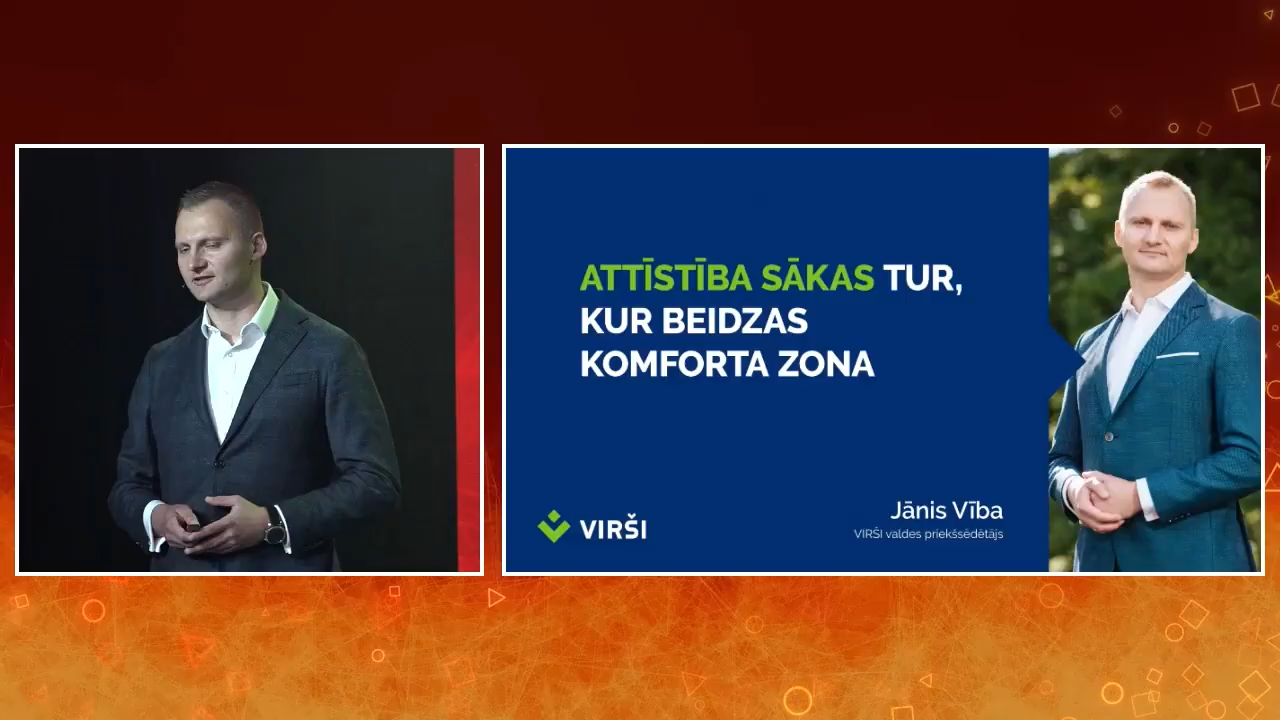 ATTĪSTĪBA SĀKAS TUR,
KUR BEIDZAS
KOMFORTA ZONA
VIRŠI
Jānis Vība
VIRŠI valdes priekšsēdētājs